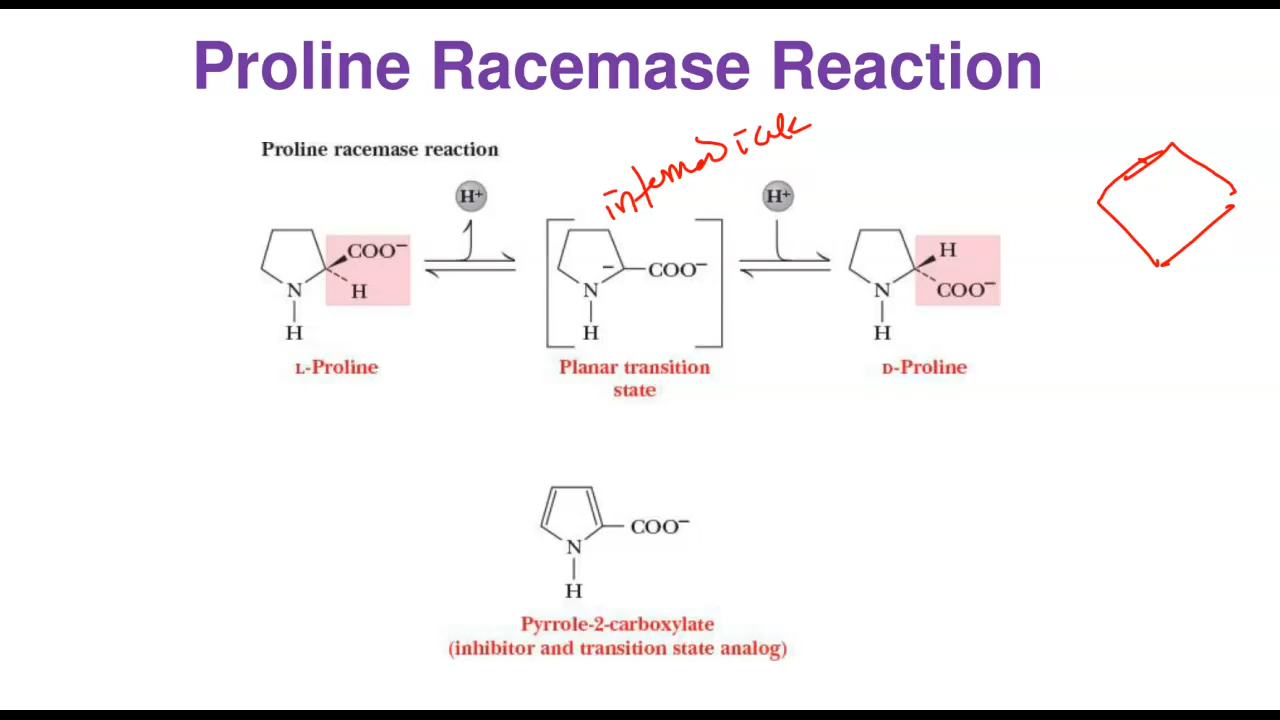 Proline Racemase Reaction
Proline racemase reaction
H⁺
H⁺
COO⁻
H
N
H
−
COO⁻
N
H
H
COO⁻
N
H
L-Proline
Planar transition
state
D-Proline
COO⁻
N
H
Pyrrole-2-carboxylate
(inhibitor and transition state analog)